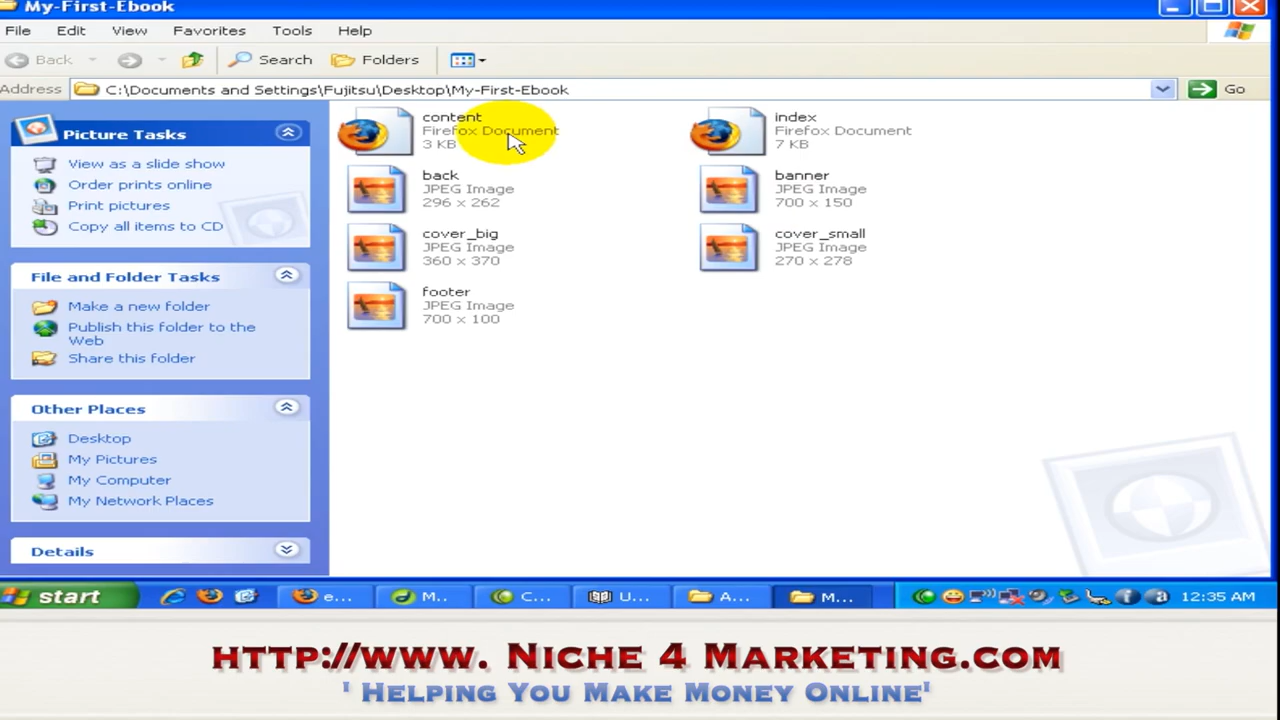 My-First-Ebook
File Edit View Favorites Tools Help
Back Search Folders
Address C:\Documents and Settings\Fujitsu\Desktop\My-First-Ebook Go
Picture Tasks
View as a slide show
Order prints online
Print pictures
Copy all items to CD
File and Folder Tasks
Make a new folder
Publish this folder to the
Web
Share this folder
Other Places
Desktop
My Pictures
My Computer
My Network Places
Details
content
Firefox Document
3 KB
index
Firefox Document
7 KB
back
JPEG Image
296 x 262
banner
JPEG Image
700 x 150
cover_big
JPEG Image
360 x 370
cover_small
JPEG Image
270 x 278
footer
JPEG Image
700 x 100
start e... M... C... U... A... M... 12:35 AM
http://www. Niche 4 Marketing.com
' Helping You Make Money Online'